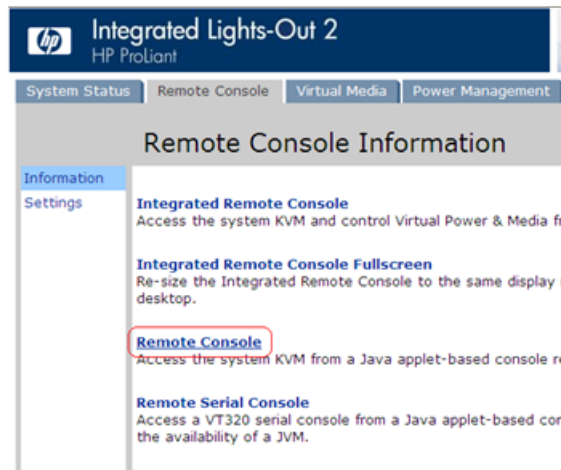 hp
Integrated Lights-Out 2
HP ProLiant
System Status
Remote Console
Virtual Media
Power Management
Remote Console Information
Information
Settings
Integrated Remote Console
Access the system KVM and control Virtual Power & Media
Integrated Remote Console Fullscreen
Re-size the Integrated Remote Console to the same display
desktop.
Remote Console
Access the system KVM from a Java applet-based console
Remote Serial Console
Access a VT320 serial console from a Java applet-based
the availability of a JVM.